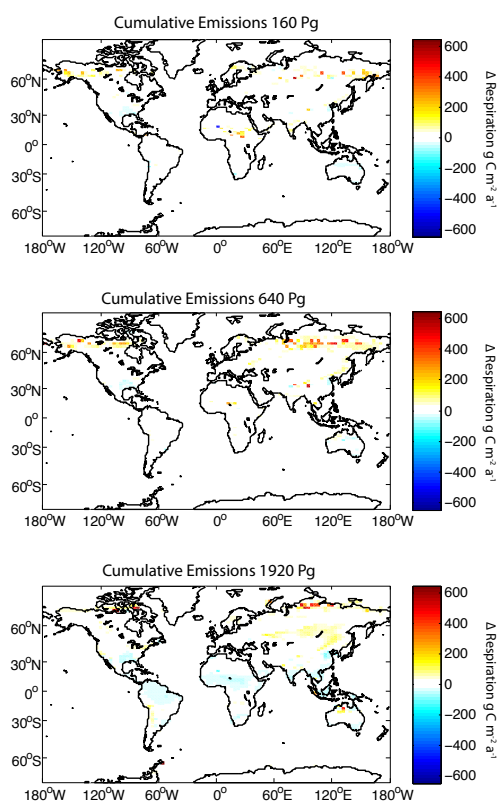 Cumulative Emissions 160 Pg
60°N
30°N
0°
30°S
60°S
180°W 120°W 60°W 0° 60°E 120°E 180°W
600
400
200
0
−200
−400
−600
Δ Respiration g C m⁻² a⁻¹
Cumulative Emissions 640 Pg
60°N
30°N
0°
30°S
60°S
180°W 120°W 60°W 0° 60°E 120°E 180°W
600
400
200
0
−200
−400
−600
Δ Respiration g C m⁻² a⁻¹
Cumulative Emissions 1920 Pg
60°N
30°N
0°
30°S
60°S
180°W 120°W 60°W 0° 60°E 120°E 180°W
600
400
200
0
−200
−400
−600
Δ Respiration g C m⁻² a⁻¹